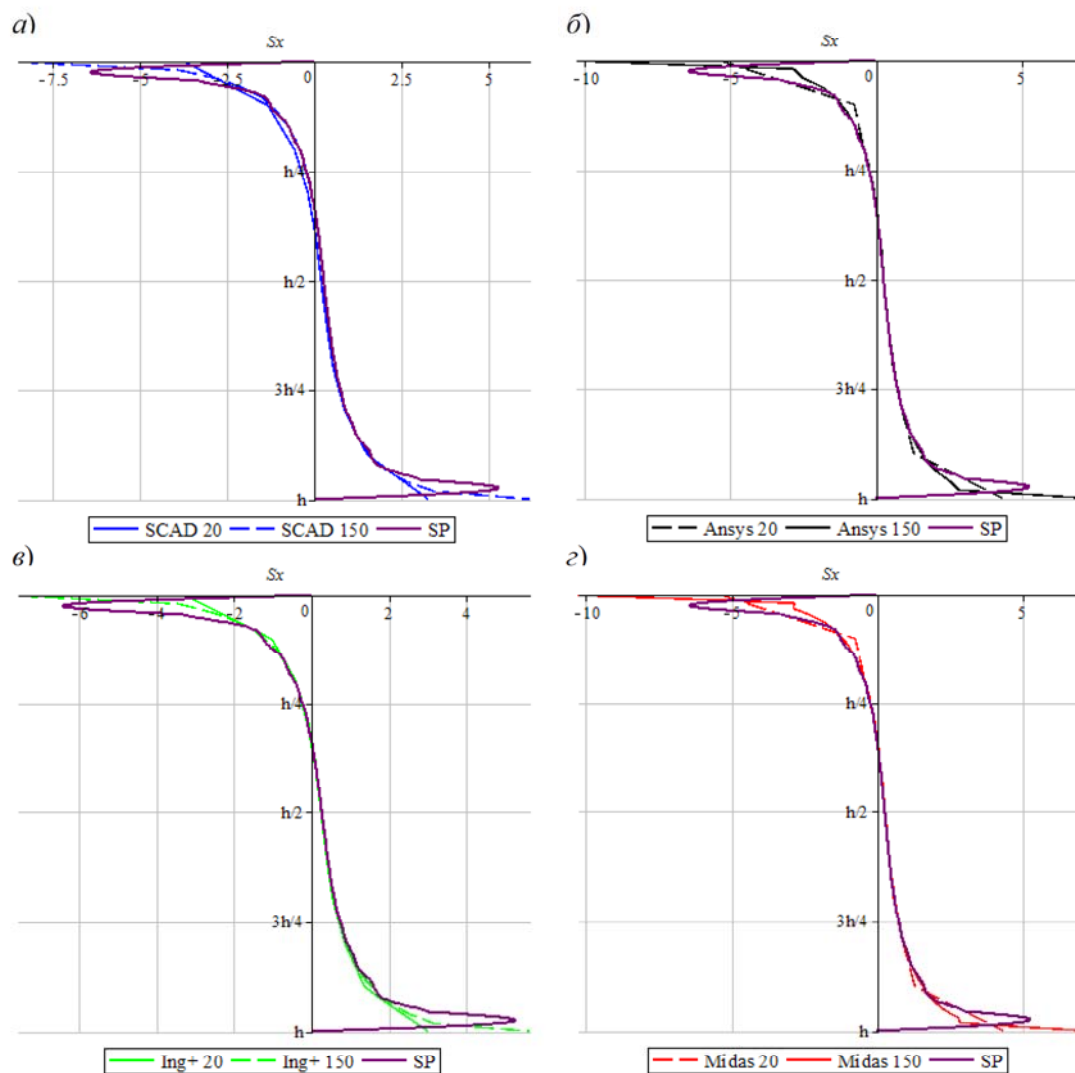 а)
Sx
-7.5 -5 -2.5 0 2.5 5
h/4
h/2
3h/4
h
SCAD 20 SCAD 150 SP
б)
Sx
-10 -5 0 5
h/4
h/2
3h/4
h
Ansys 20 Ansys 150 SP
в)
Sx
-6 -4 -2 0 2 4
h/4
h/2
3h/4
h
Ing+ 20 Ing+ 150 SP
г)
Sx
-10 -5 0 5
h/4
h/2
3h/4
h
Midas 20 Midas 150 SP